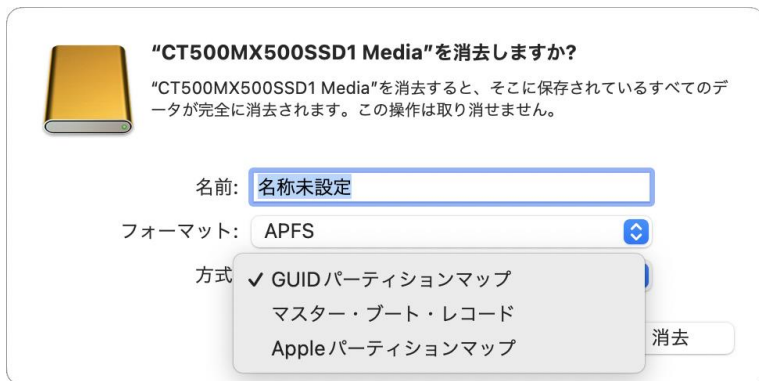 “CT500MX500SSD1 Media”を消去しますか?
“CT500MX500SSD1 Media”を消去すると、そこに保存されているすべてのデ
ータが完全に消去されます。この操作は取り消せません。
名前: 名称未設定
フォーマット: APFS
方式 ✓ GUIDパーティションマップ
マスター・ブート・レコード
Appleパーティションマップ
消去